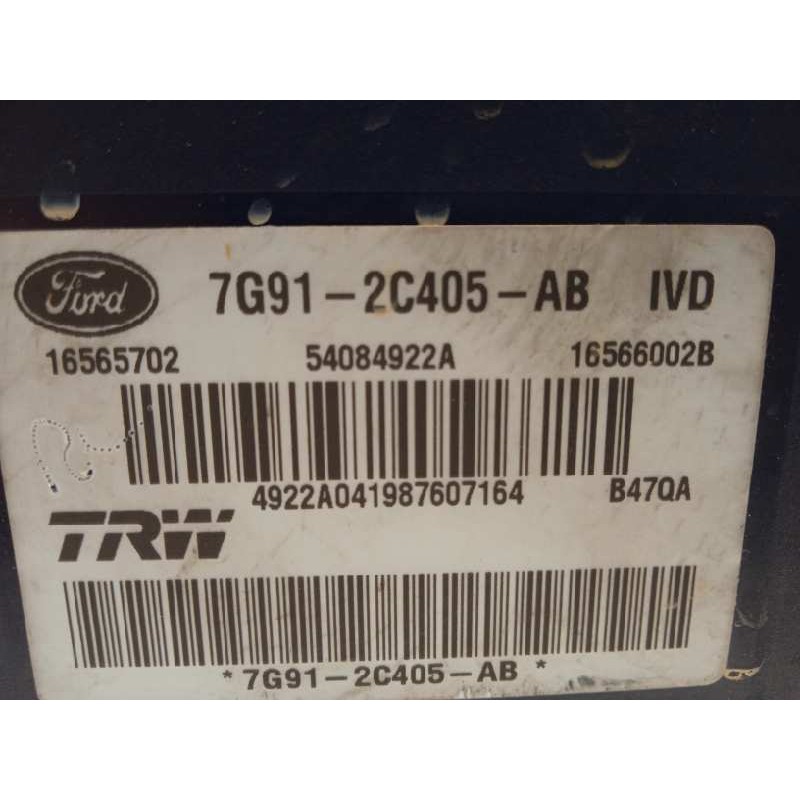 Ford 7G91-2C405-AB IVD
16565702 54084922A 16566002B
4922A041987607164 B47QA
TRW
*7G91-2C405-AB*